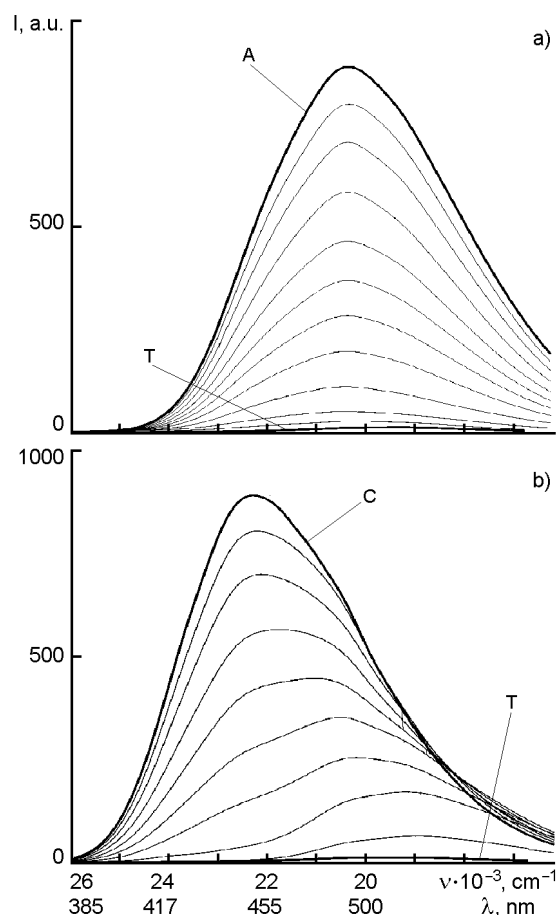 I, a.u.
a)
A
500
T
0
1000
b)
C
500
T
0
26 24 22 20 ν·10⁻³, cm⁻¹
385 417 455 500 λ, nm